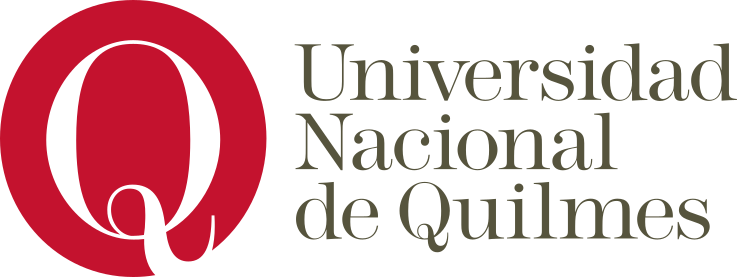 Q
Universidad
Nacional
de Quilmes